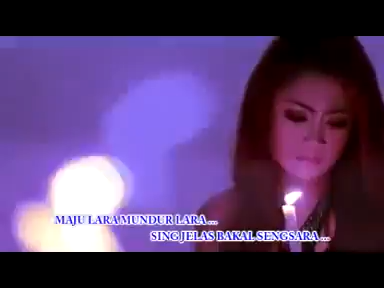 MAJU LARA MUNDUR LARA ...
SING JELAS BAKAL SENGSARA ...